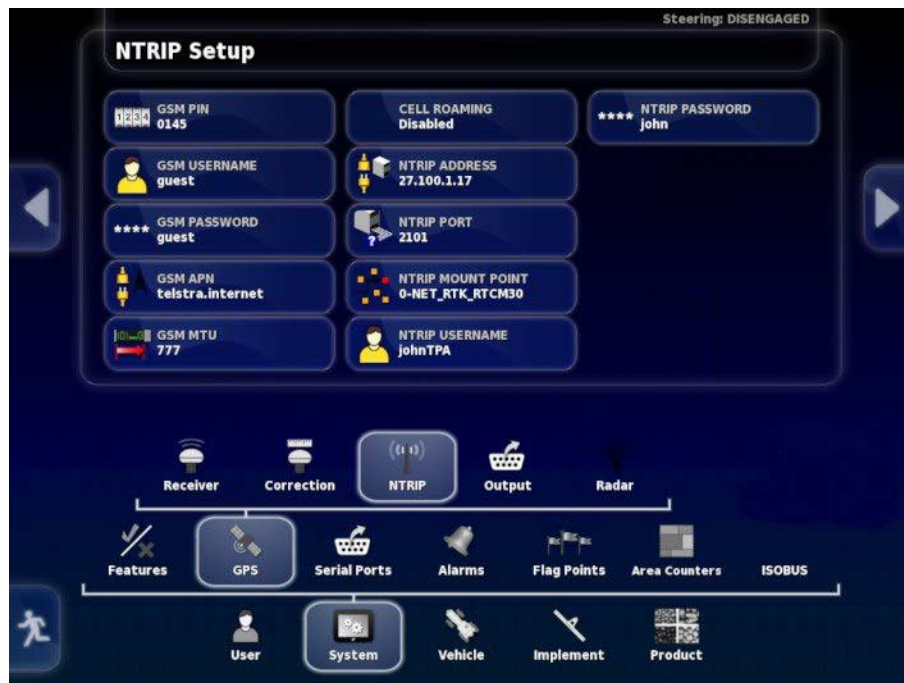 Steering: DISENGAGED
NTRIP Setup
GSM PIN
0145
GSM USERNAME
guest
GSM PASSWORD
guest
GSM APN
telstra.internet
GSM MTU
777
CELL ROAMING
Disabled
NTRIP ADDRESS
27.100.1.17
NTRIP PORT
2101
NTRIP MOUNT POINT
0-NET_RTK_RTCM30
NTRIP USERNAME
johnTPA
NTRIP PASSWORD
john
Receiver
Correction
NTRIP
Output
Radar
Features
GPS
Serial Ports
Alarms
Flag Points
Area Counters
ISOBUS
User
System
Vehicle
Implement
Product